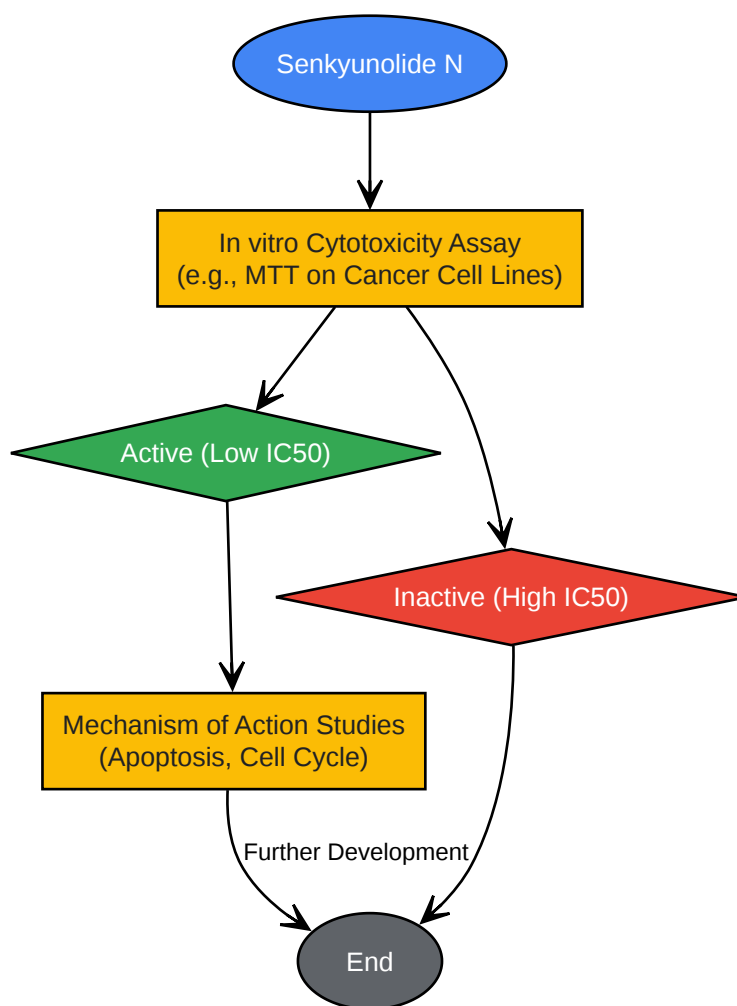 Senkyunolide N
In vitro Cytotoxicity Assay
(e.g., MTT on Cancer Cell Lines)
Active (Low IC50)
Inactive (High IC50)
Mechanism of Action Studies
(Apoptosis, Cell Cycle)
Further Development
End